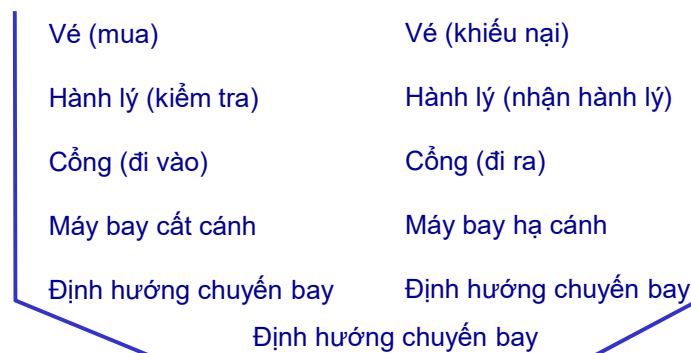 Vé (mua)
Vé (khiếu nại)
Hành lý (kiểm tra)
Hành lý (nhận hành lý)
Cổng (đi vào)
Cổng (đi ra)
Máy bay cất cánh
Máy bay hạ cánh
Định hướng chuyến bay
Định hướng chuyến bay
Định hướng chuyến bay